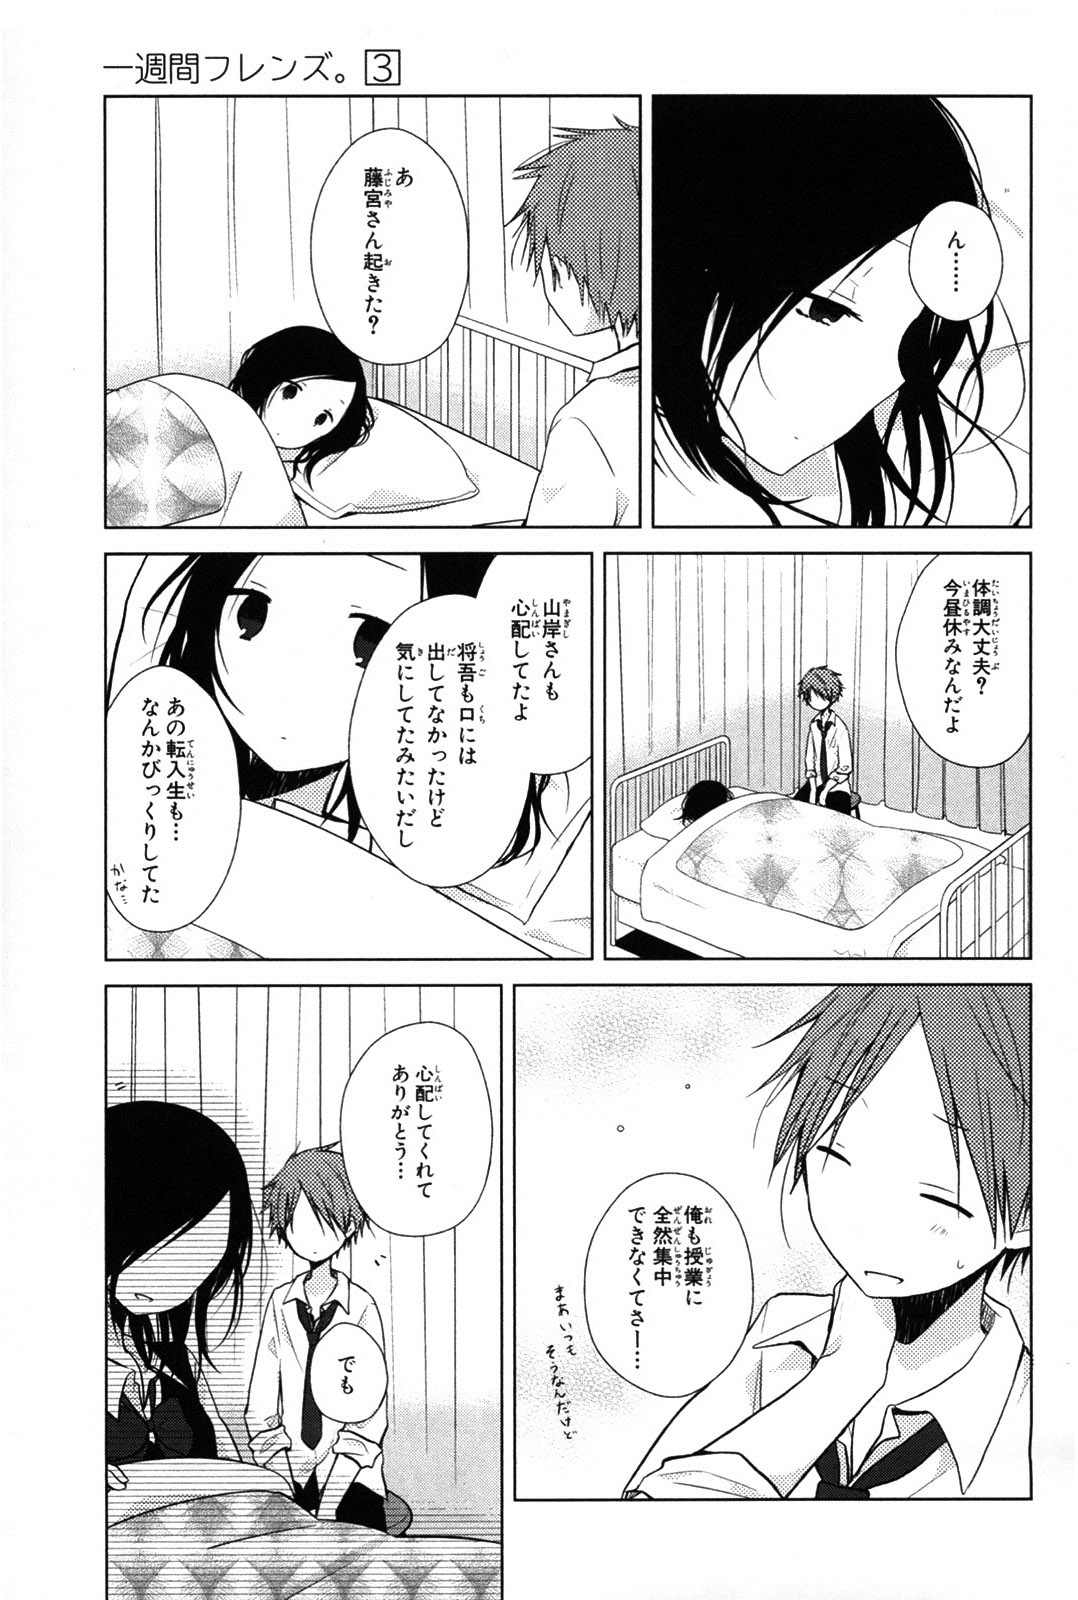 一週間フレンズ。3
ん……
あ
藤宮さん起きた?
体調大丈夫?
今昼休みなんだよ
山岸さんも
心配してたよ
将吾も口には
出してなかったけど
気にしてたみたいだし
あの転入生も…
なんかびっくりしてた
かな…
俺も授業に
全然集中
できなくてさー…
まあいつも
そうなんだけど
心配してくれて
ありがとう…
でも